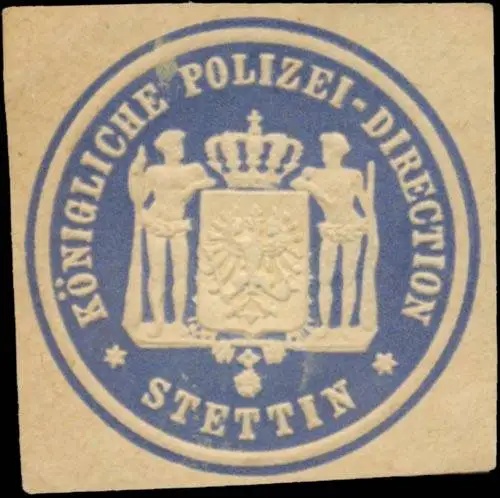 KÖNIGLICHE POLIZEI-DIRECTION
* STETTIN *